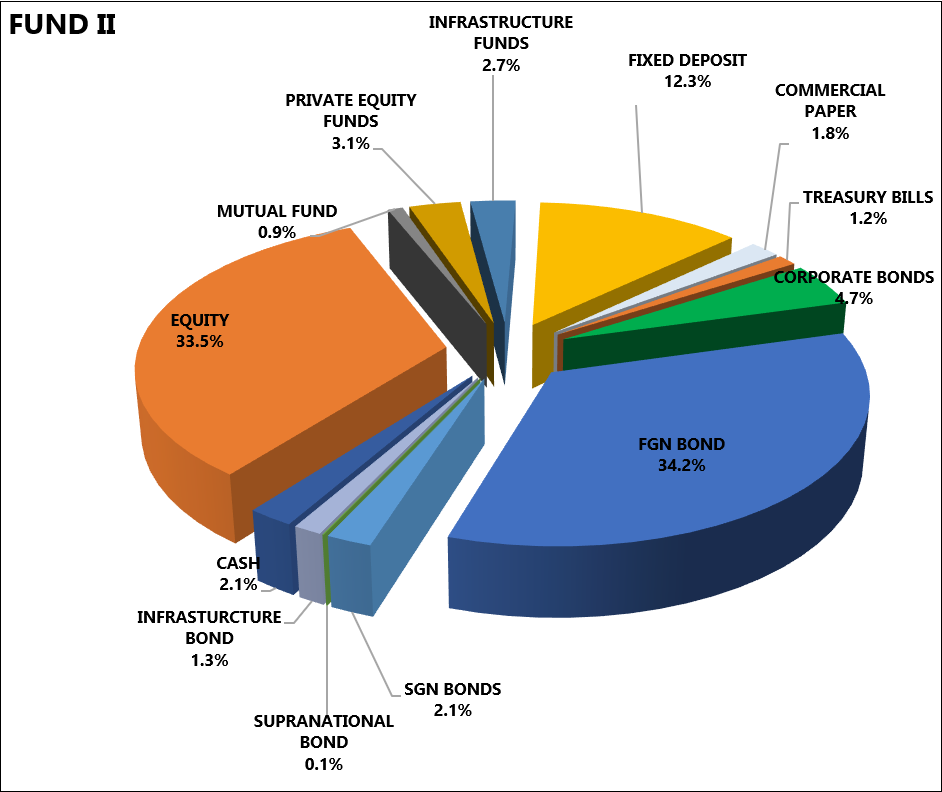 FUND II
INFRASTRUCTURE
FUNDS
2.7%
FIXED DEPOSIT
12.3%
COMMERCIAL
PAPER
1.8%
TREASURY BILLS
1.2%
CORPORATE BONDS
4.7%
FGN BOND
34.2%
SGN BONDS
2.1%
SUPRANATIONAL
BOND
0.1%
INFRASTURCTURE
BOND
1.3%
CASH
2.1%
EQUITY
33.5%
MUTUAL FUND
0.9%
PRIVATE EQUITY
FUNDS
3.1%